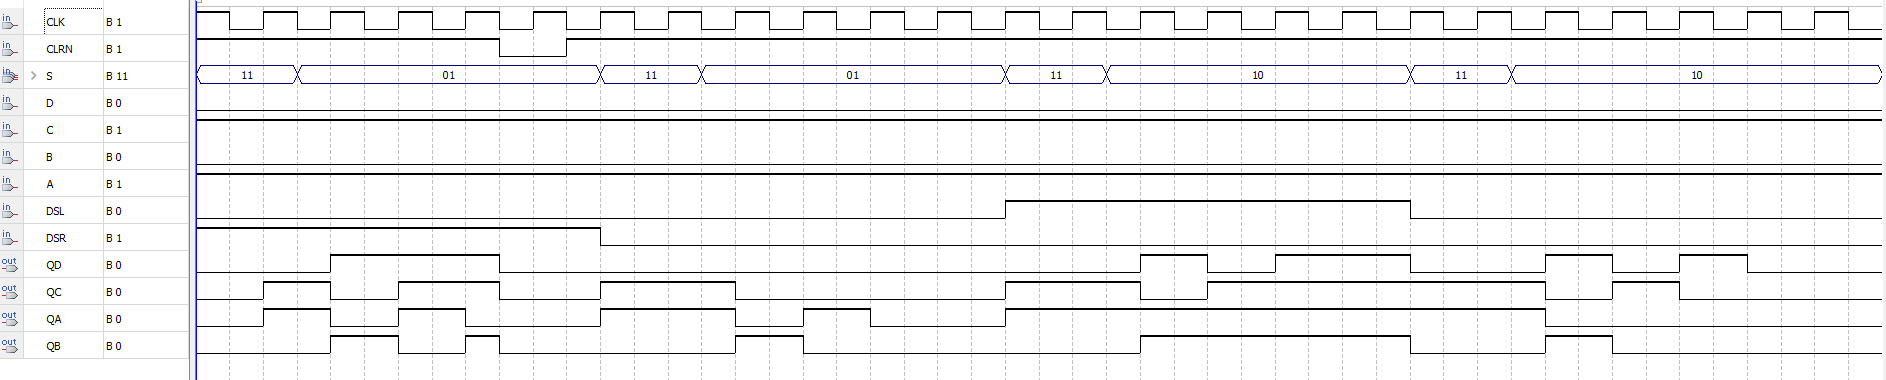 in CLK B 1
in CLRN B 1
in > S B 11 11 01 11 01 11 10 11 10
in D B 0
in C B 1
in B B 0
in A B 1
in DSL B 0
in DSR B 1
out QD B 0
out QC B 0
out QA B 0
out QB B 0